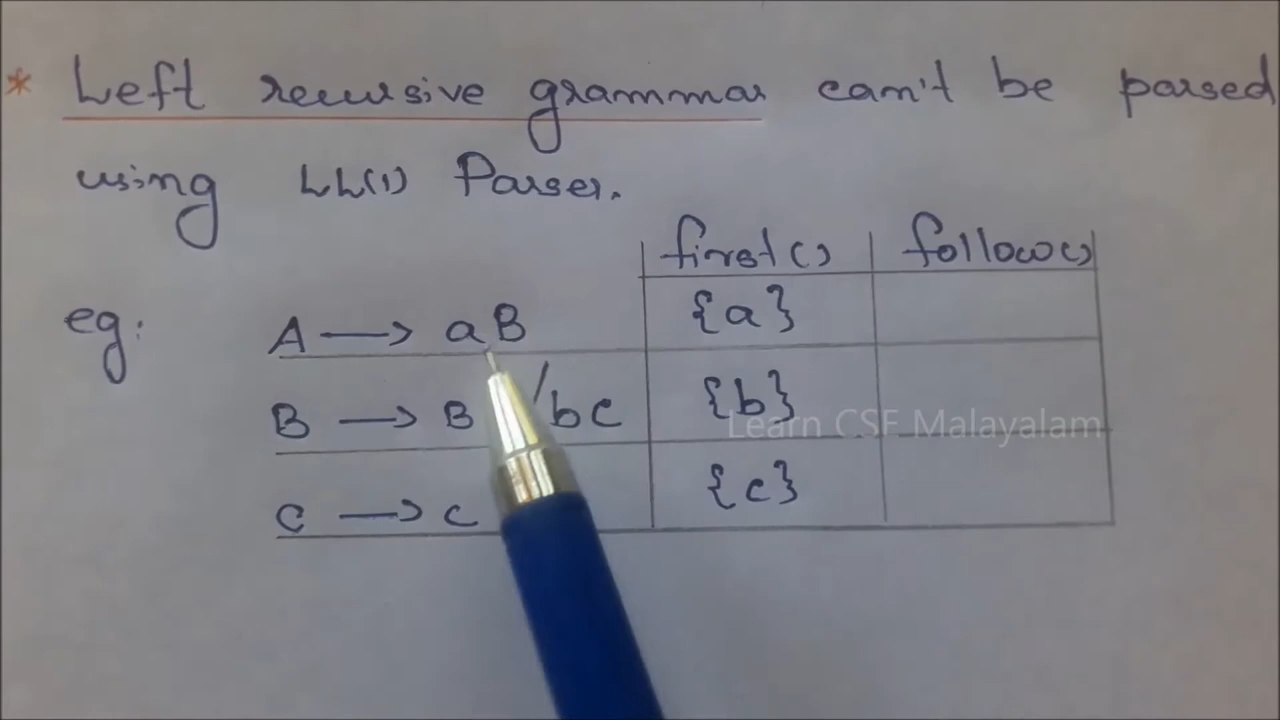 * Left recursive grammar can't be parsed
using LL(1) Parser.
first() follow()
eg: A → aB {a}
B → B /bC {b}
C → c {c}
Learn CSE Malayalam